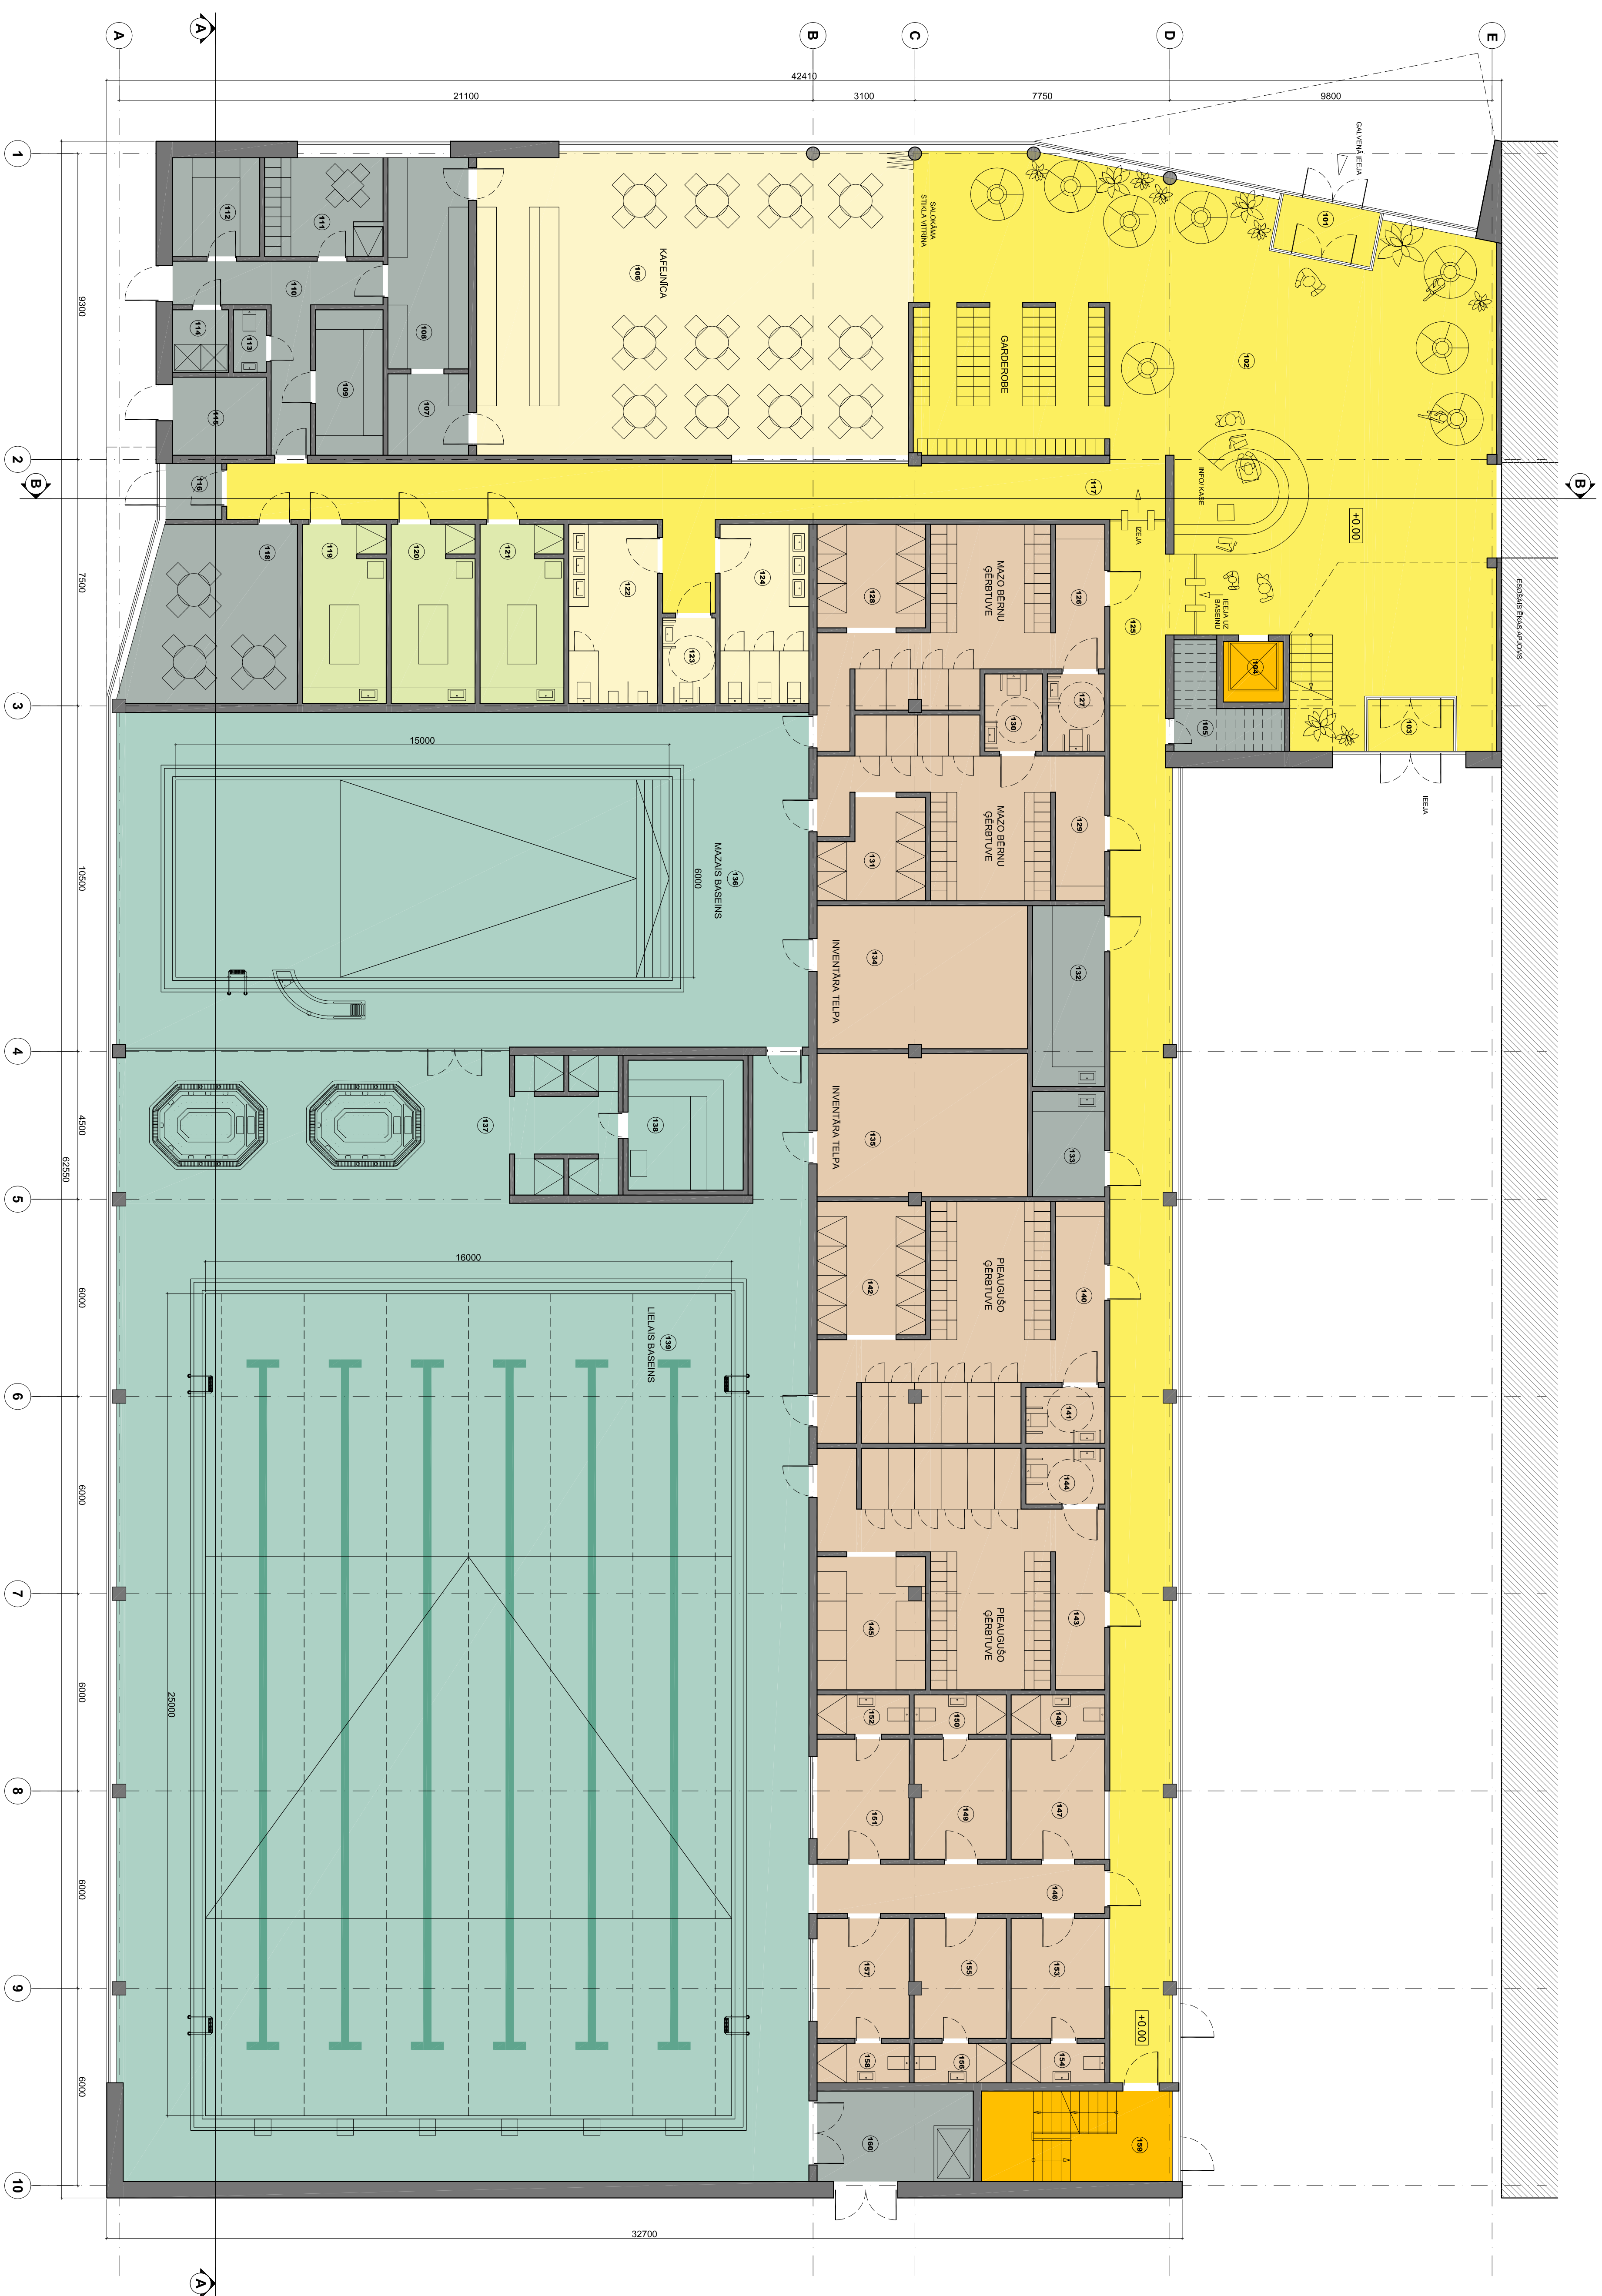 A
B
C
D
E
A
42410
21100
3100
7750
9800
1
2
3
4
5
6
7
8
9
10
9300
7500
10500
4500
6000
6000
6000
6000
6000
62550
32700
B
B
A
GALVENĀ IEEJA
101
102
+0.00
INFO/ KASE
SALOKĀMA
STIKLA VITRĪNA
GARDEROBE
KAFEJNĪCA
106
112
111
110
108
114
113
109
107
115
116
117
IZEJA
IEEJA UZ
BASEINU
104
105
103
IEEJA
ESOŠAIS ĒKAS APJOMS
118
119
120
121
122
123
124
125
126
127
128
MAZO BĒRNU
ĢĒRBTUVE
129
130
131
MAZO BĒRNU
ĢĒRBTUVE
132
133
134
INVENTĀRA TELPA
135
INVENTĀRA TELPA
136
MAZAIS BASEINS
15000
6000
137
138
139
LIELAIS BASEINS
16000
25000
140
141
142
PIEAUGUŠO
ĢĒRBTUVE
143
144
145
PIEAUGUŠO
ĢĒRBTUVE
146
147
148
149
150
151
152
153
154
155
156
157
158
+0.00
159
160